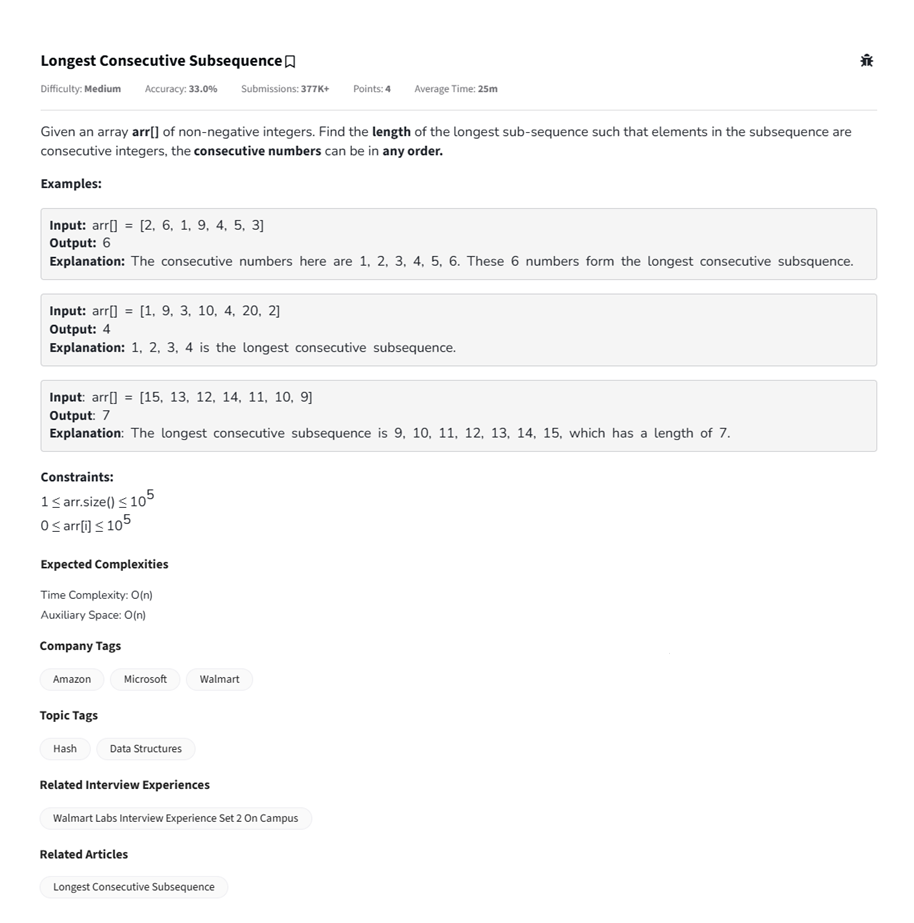 Longest Consecutive Subsequence
Difficulty: Medium Accuracy: 33.0% Submissions: 377K+ Points: 4 Average Time: 25m
Given an array arr[] of non-negative integers. Find the length of the longest sub-sequence such that elements in the subsequence are
consecutive integers, the consecutive numbers can be in any order.
Examples:
Input: arr[] = [2, 6, 1, 9, 4, 5, 3]
Output: 6
Explanation: The consecutive numbers here are 1, 2, 3, 4, 5, 6. These 6 numbers form the longest consecutive subsquence.
Input: arr[] = [1, 9, 3, 10, 4, 20, 2]
Output: 4
Explanation: 1, 2, 3, 4 is the longest consecutive subsequence.
Input: arr[] = [15, 13, 12, 14, 11, 10, 9]
Output: 7
Explanation: The longest consecutive subsequence is 9, 10, 11, 12, 13, 14, 15, which has a length of 7.
Constraints:
1 ≤ arr.size() ≤ 10⁵
0 ≤ arr[i] ≤ 10⁵
Expected Complexities
Time Complexity: O(n)
Auxiliary Space: O(n)
Company Tags
Amazon Microsoft Walmart
Topic Tags
Hash Data Structures
Related Interview Experiences
Walmart Labs Interview Experience Set 2 On Campus
Related Articles
Longest Consecutive Subsequence